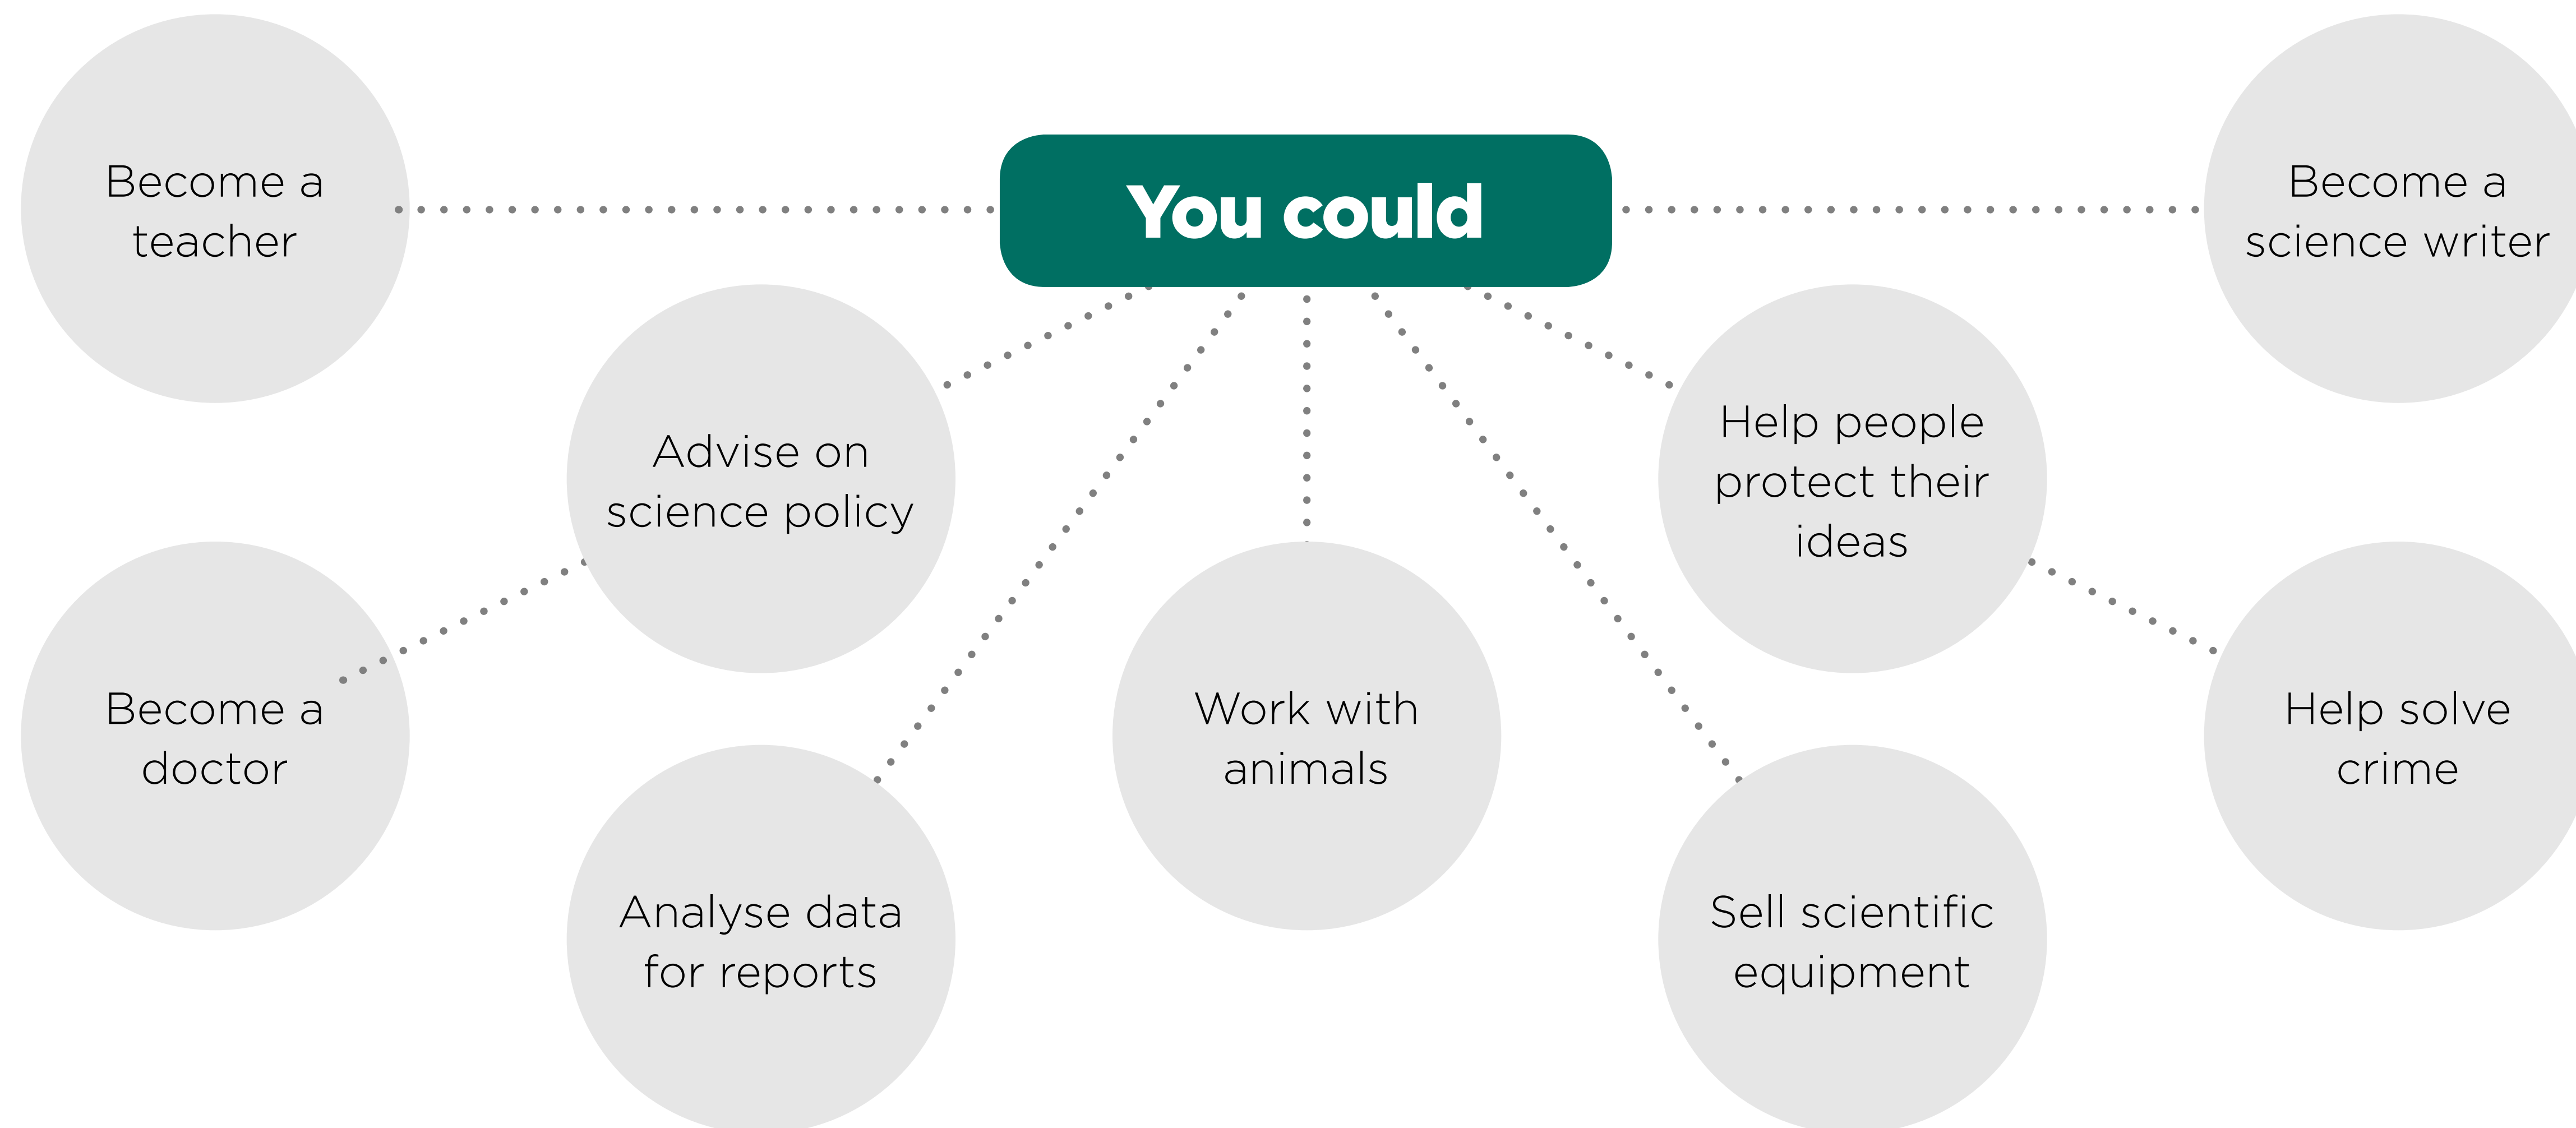 You could
Become a
teacher
Become a
science writer
Advise on
science policy
Help people
protect their
ideas
Become a
doctor
Work with
animals
Help solve
crime
Analyse data
for reports
Sell scientific
equipment